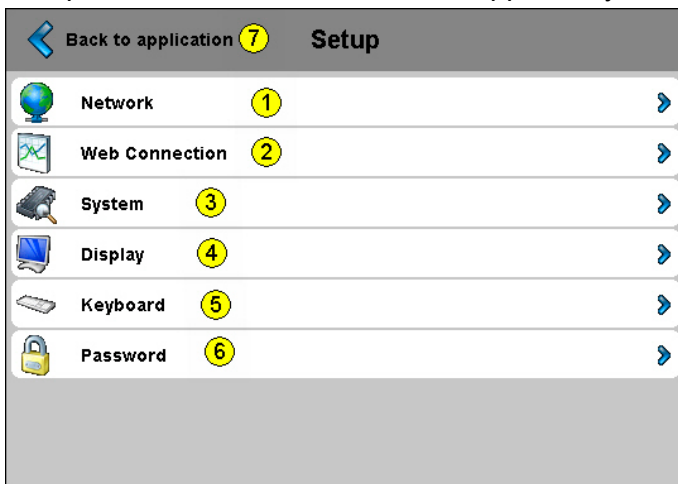 Back to application 7 Setup
Network 1
Web Connection 2
System 3
Display 4
Keyboard 5
Password 6